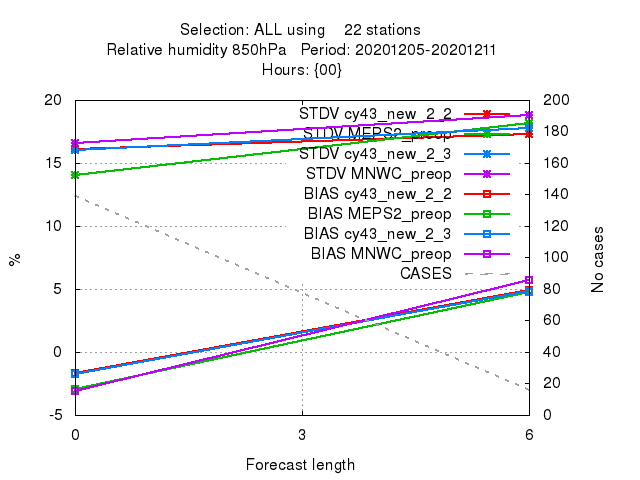 Selection: ALL using    22 stations
Relative humidity 850hPa   Period: 20201205-20201211
Hours: {00}
20
15
10
5
0
-5
%
200
180
160
140
120
100
80
60
40
20
0
No cases
STDV cy43_new_2_2
STDV MEPS2_preop
STDV cy43_new_2_3
STDV MNWC_preop
BIAS cy43_new_2_2
BIAS MEPS2_preop
BIAS cy43_new_2_3
BIAS MNWC_preop
CASES
0
3
6
Forecast length